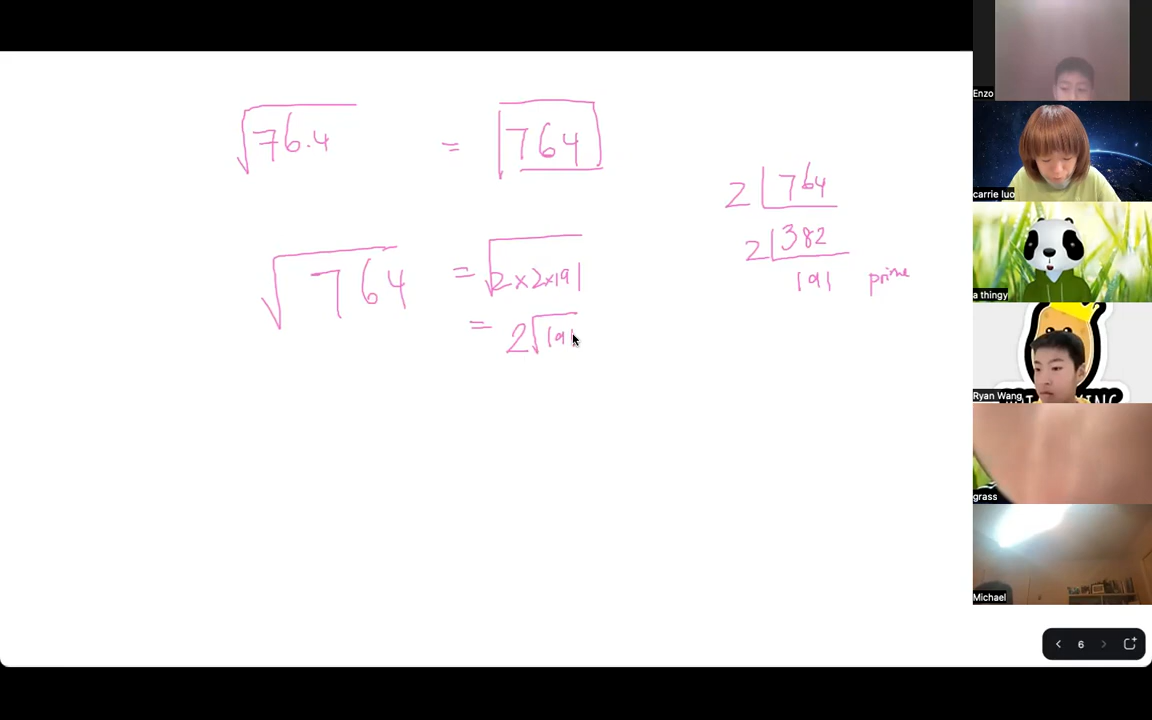 √76.4 = √764
2 764
2 382
191 prime
√764 = √2×2×191
= 2√191
Enzo
carrie luo
a thingy
Ryan Wang
grass
Michael
6